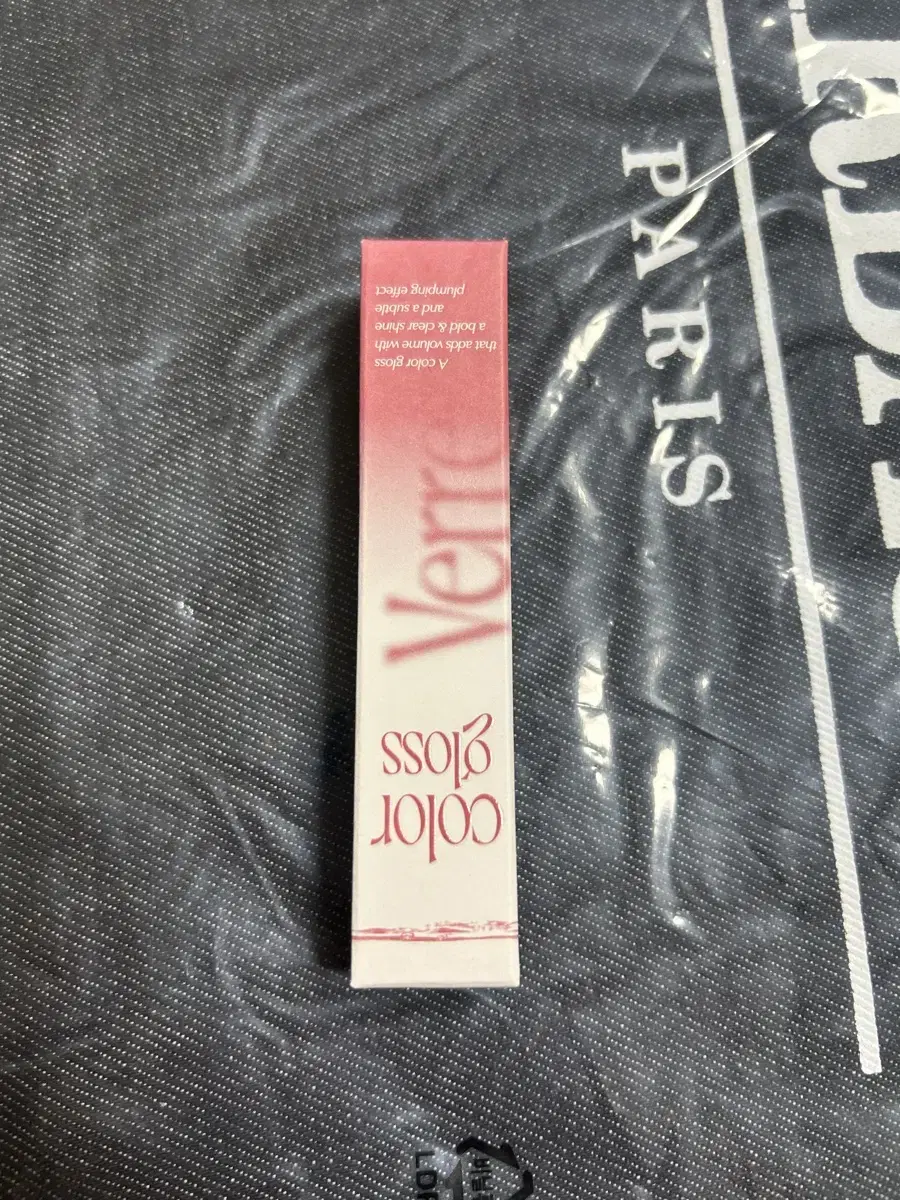 color
gloss
Verre
A color gloss
that adds volume with
a bold & clear shine
and a subtle
plumping effect
PARIS